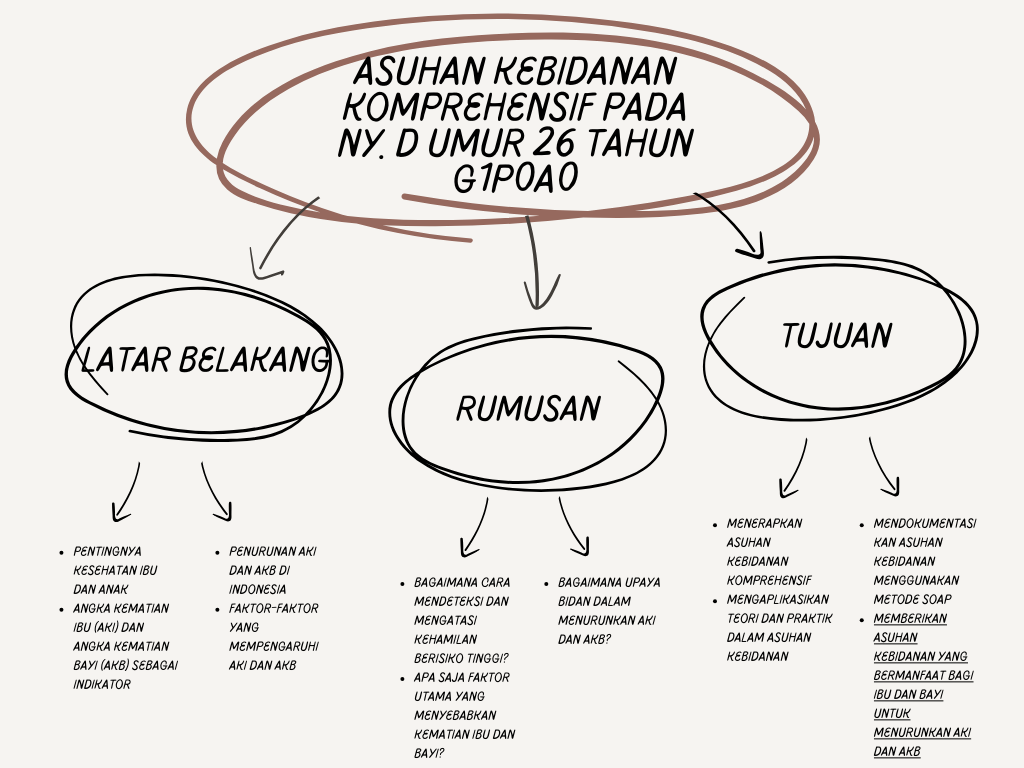 ASUHAN KEBIDANAN
KOMPREHENSIF PADA
NY. D UMUR 26 TAHUN
G1P0A0
LATAR BELAKANG
RUMUSAN
TUJUAN
• PENTINGNYA
KESEHATAN IBU
DAN ANAK
• ANGKA KEMATIAN
IBU (AKI) DAN
ANGKA KEMATIAN
BAYI (AKB) SEBAGAI
INDIKATOR
• PENURUNAN AKI
DAN AKB DI
INDONESIA
• FAKTOR-FAKTOR
YANG
MEMPENGARUHI
AKI DAN AKB
• BAGAIMANA CARA
MENDETEKSI DAN
MENGATASI
KEHAMILAN
BERISIKO TINGGI?
• APA SAJA FAKTOR
UTAMA YANG
MENYEBABKAN
KEMATIAN IBU DAN
BAYI?
• BAGAIMANA UPAYA
BIDAN DALAM
MENURUNKAN AKI
DAN AKB?
• MENERAPKAN
ASUHAN
KEBIDANAN
KOMPREHENSIF
• MENGAPLIKASIKAN
TEORI DAN PRAKTIK
DALAM ASUHAN
KEBIDANAN
• MENDOKUMENTASI
KAN ASUHAN
KEBIDANAN
MENGGUNAKAN
METODE SOAP
• MEMBERIKAN
ASUHAN
KEBIDANAN YANG
BERMANFAAT BAGI
IBU DAN BAYI
UNTUK
MENURUNKAN AKI
DAN AKB